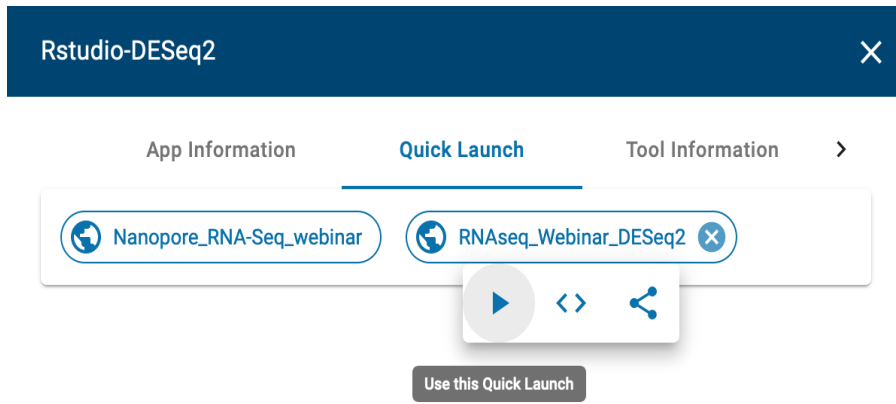 Rstudio-DESeq2
App Information Quick Launch Tool Information
Nanopore_RNA-Seq_webinar RNAseq_Webinar_DESeq2
Use this Quick Launch